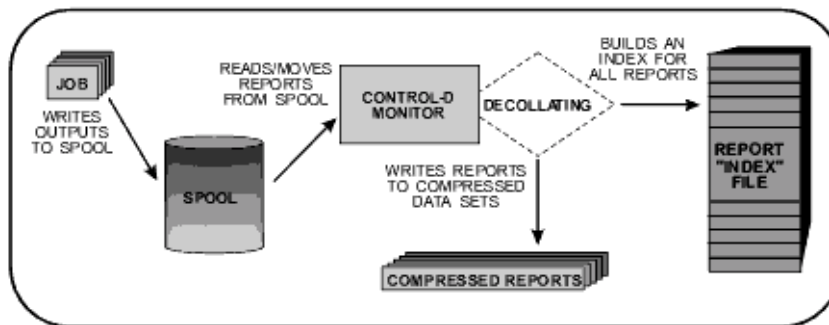 JOB
WRITES
OUTPUTS
TO SPOOL
SPOOL
READS/MOVES
REPORTS
FROM SPOOL
CONTROL-D
MONITOR
DECOLLATING
WRITES REPORTS
TO COMPRESSED
DATA SETS
COMPRESSED REPORTS
BUILDS AN
INDEX FOR
ALL REPORTS
REPORT
"INDEX"
FILE